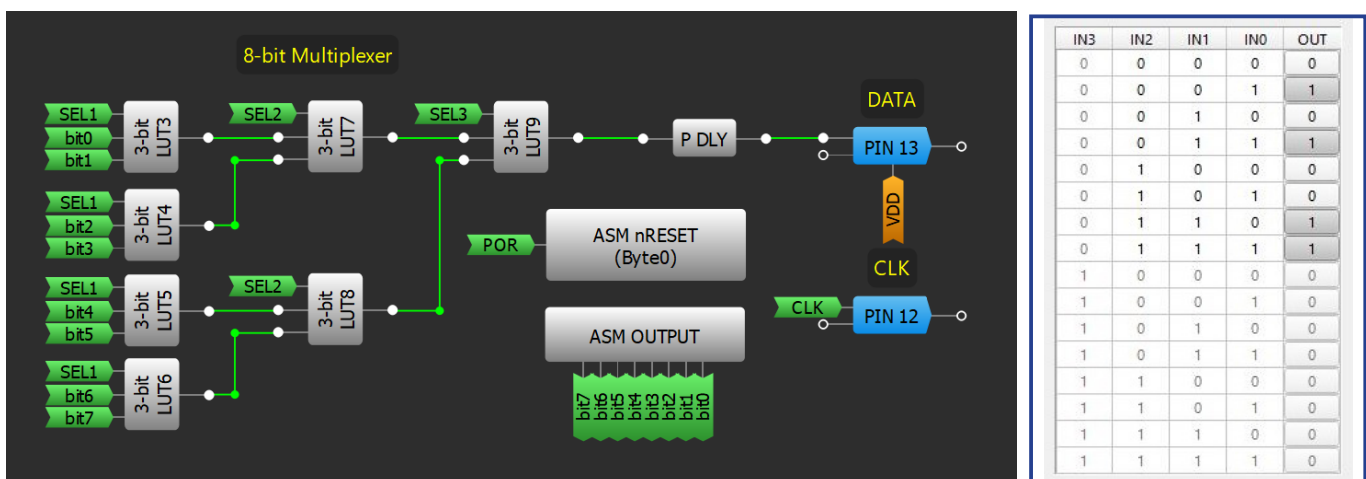 8-bit Multiplexer
SEL1
bit0
bit1
3-bit
LUT3
SEL2
3-bit
LUT7
SEL3
3-bit
LUT9
P DLY
DATA
PIN 13
VDD
SEL1
bit2
bit3
3-bit
LUT4
POR
ASM nRESET
(Byte0)
CLK
CLK
PIN 12
SEL1
bit4
bit5
3-bit
LUT5
SEL2
3-bit
LUT8
ASM OUTPUT
bit7 bit6 bit5 bit4 bit3 bit2 bit1 bit0
SEL1
bit6
bit7
3-bit
LUT6
IN3 IN2 IN1 IN0 OUT
0 0 0 0 0
0 0 0 1 1
0 0 1 0 0
0 0 1 1 1
0 1 0 0 0
0 1 0 1 0
0 1 1 0 1
0 1 1 1 1
1 0 0 0 0
1 0 0 1 0
1 0 1 0 0
1 0 1 1 0
1 1 0 0 0
1 1 0 1 0
1 1 1 0 0
1 1 1 1 0